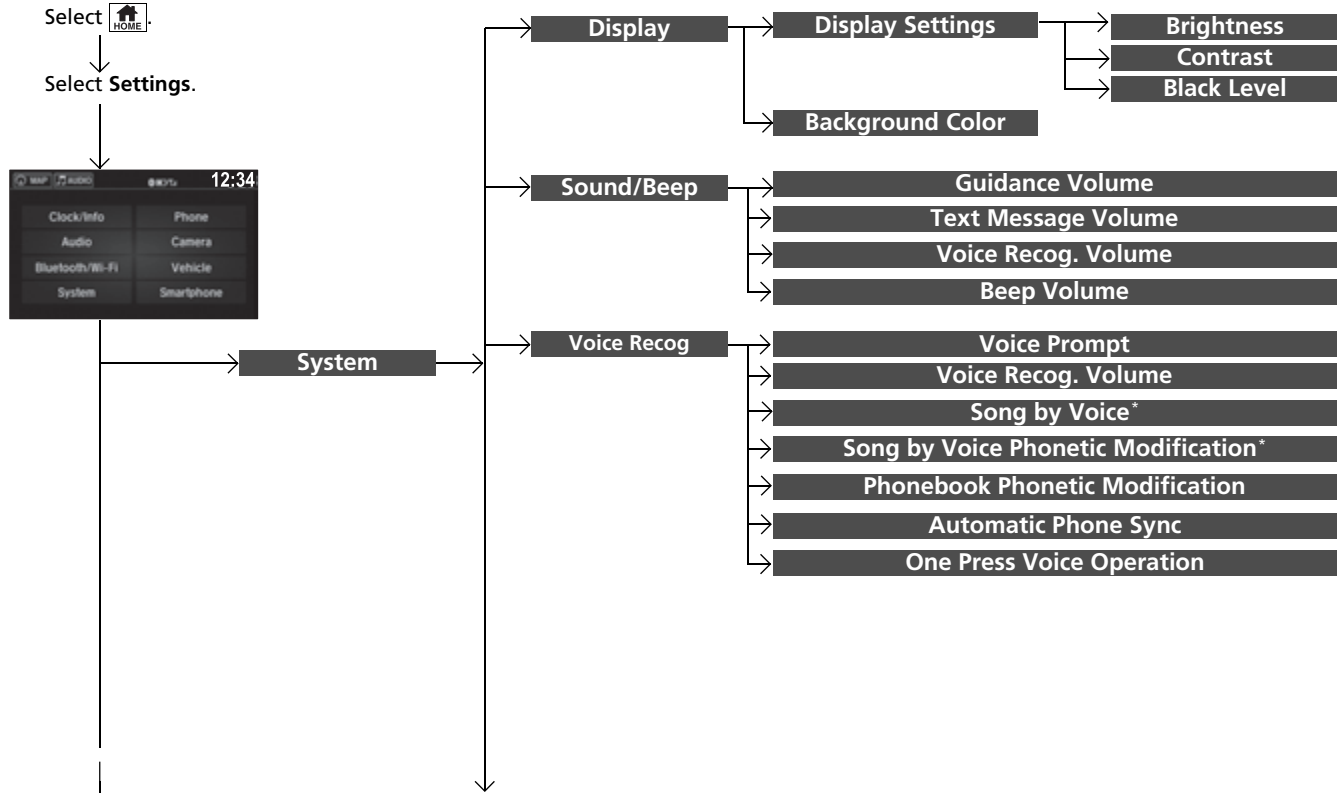 Select HOME.
Select Settings.
MAP AUDIO 12:34
Clock/Info Phone
Audio Camera
Bluetooth/Wi-Fi Vehicle
System Smartphone
System
Display
Display Settings
Brightness
Contrast
Black Level
Background Color
Sound/Beep
Guidance Volume
Text Message Volume
Voice Recog. Volume
Beep Volume
Voice Recog
Voice Prompt
Voice Recog. Volume
Song by Voice*
Song by Voice Phonetic Modification*
Phonebook Phonetic Modification
Automatic Phone Sync
One Press Voice Operation